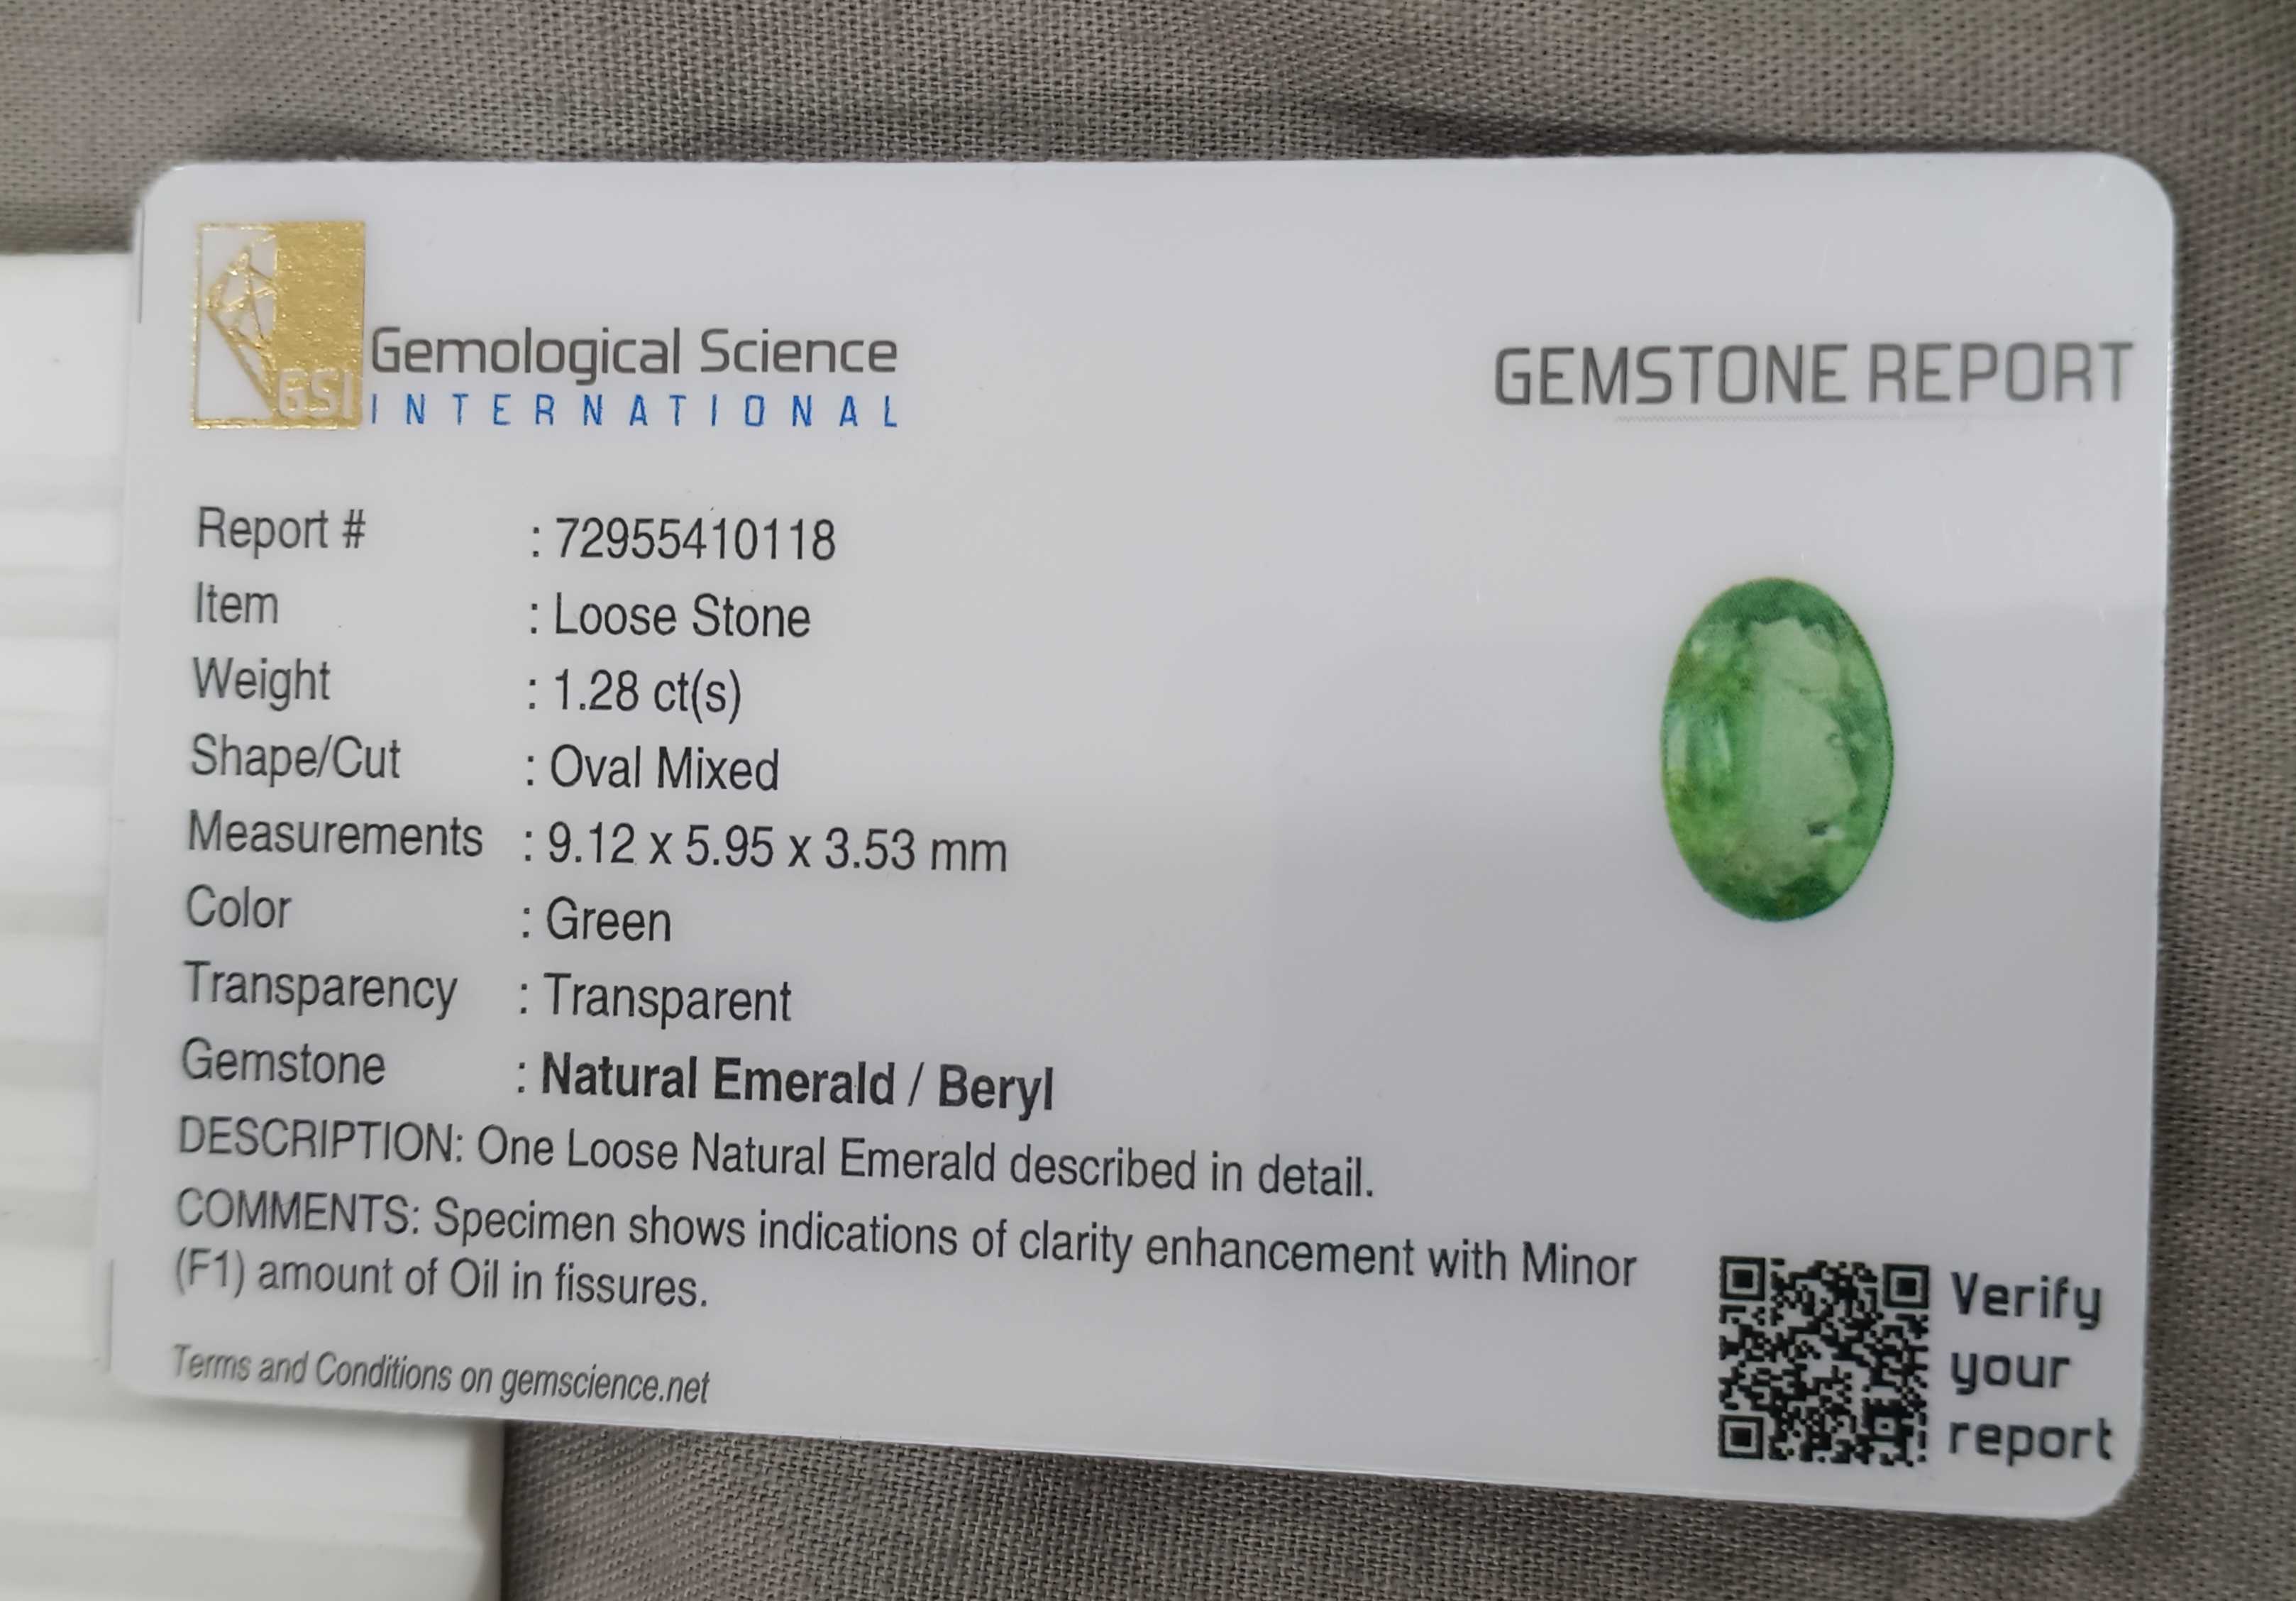 GSI
Gemological Science
INTERNATIONAL
GEMSTONE REPORT
Report # : 72955410118
Item : Loose Stone
Weight : 1.28 ct(s)
Shape/Cut : Oval Mixed
Measurements : 9.12 x 5.95 x 3.53 mm
Color : Green
Transparency : Transparent
Gemstone : Natural Emerald / Beryl
DESCRIPTION: One Loose Natural Emerald described in detail.
COMMENTS: Specimen shows indications of clarity enhancement with Minor
(F1) amount of Oil in fissures.
Terms and Conditions on gemscience.net
Verify
your
report